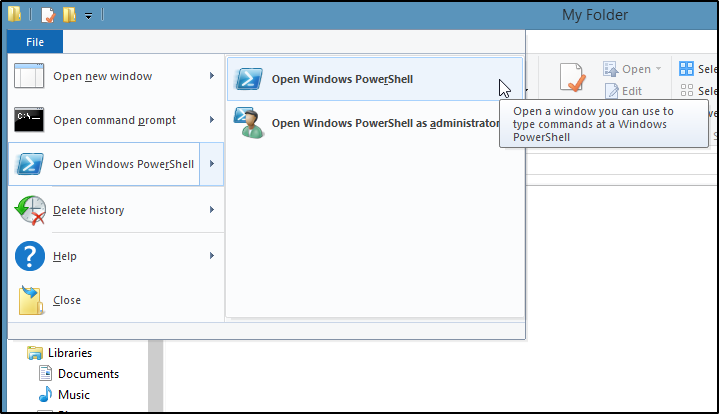 My Folder
File
Open new window
Open command prompt
Open Windows PowerShell
Delete history
Help
Close
Open Windows PowerShell
Open Windows PowerShell as administrator
Open a window you can use to
type commands at a Windows
PowerShell
Open
Edit
Sele
Sele
Libraries
Documents
Music